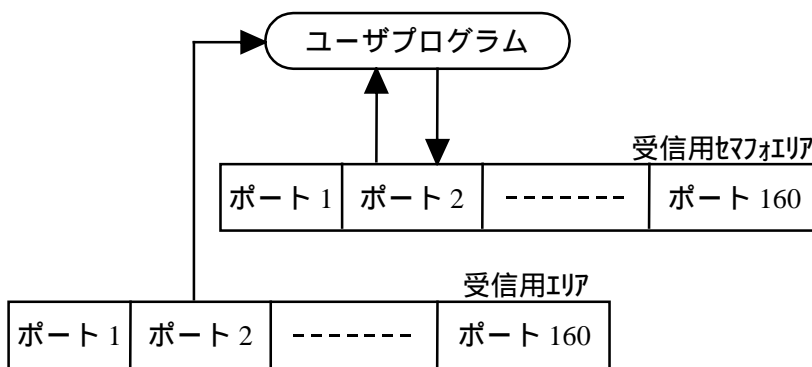 ユーザプログラム
受信用ｾﾏﾌｫｴﾘｱ
ポート 1 ポート 2 ------- ポート 160
受信用ｴﾘｱ
ポート 1 ポート 2 ------- ポート 160